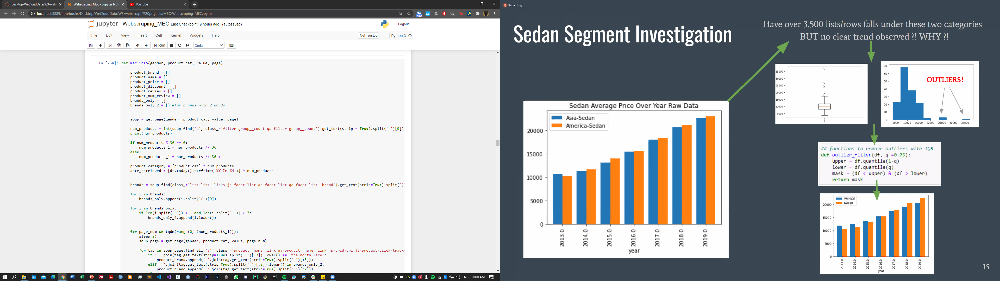 Desktop/WeCloudData/W3/webs
Webscraping_MEC - Jupyter Not
YouTube
localhost:8889/notebooks/Desktop/WeCloudData/W3/webscrape%20projects/MEC/Webscraping_MEC.ipynb
New
jupyter Webscraping_MEC Last Checkpoint: 9 hours ago (autosaved)
Logout
File Edit View Insert Cell Kernel Widgets Help
Not Trusted
Python 3
Run
Code
In [264]:
def mec_info(gender, product_cat, value, page):
product_brand = []
product_name = []
product_price = []
product_discount = []
product_review = []
product_num_review = []
brands_only = []
brands_only_2 = [] #for brands with 2 words
soup = get_page(gender, product_cat, value, page)
num_products = int(soup.find('p', class_='filter-group__count qa-filter-group__count').get_text(strip = True).split(' ')[0])
print(num_products)
if num_products % 36 == 0:
num_products_1 = num_products // 36
else:
num_products_1 = num_products // 36 + 1
product_category = [product_cat] * num_products
date_retrieved = [dt.today().strftime('%Y-%m-%d')] * num_products
brands = soup.find(class_='list list--links js-facet-list qa-facet-list qa-facet-list--brand').get_text(strip=True).split(')
for i in brands:
brands_only.append(i.split('(')[0])
for i in brands_only:
if len(i.split(' ')) > 1 and len(i.split(' ')) < 3:
brands_only_2.append(i.lower())
for page_num in tqdm(range(0, (num_products_1))):
sleep(2)
soup_page = get_page(gender, product_cat, value, page_num)
for tag in soup_page.find_all('a', class_='product__name__link qa-product__name__link js-grid-url js-product-click-track-
if ' '.join(tag.get_text(strip=True).split(' ')[:3]).lower() == 'the north face':
product_brand.append(' '.join(tag.get_text(strip=True).split(' ')[:3]))
elif ' '.join(tag.get_text(strip=True).split(' ')[:2]).lower() in brands_only_2:
product_brand.append(' '.join(tag.get_text(strip=True).split(' ')[:2]))
ENG 10:10 AM
Recording
Sedan Segment Investigation
Have over 3,500 lists/rows falls under these two categories
BUT no clear trend observed ?! WHY ?!
Sedan Average Price Over Year Raw Data
Asia-Sedan
America-Sedan
20000
15000
10000
5000
0
2013.0 2014.0 2015.0 2016.0 2017.0 2018.0 2019.0
year
35000
30000
25000
20000
15000
10000
5000
1
70
60
50
40
30
20
10
0
5000 10000 15000 20000 25000 30000 35000
OUTLIERS!
## functions to remove outliers with IQR
def outlier_filter(df, q =0.05):
upper = df.quantile(1-q)
lower = df.quantile(q)
mask = (df < upper) & (df > lower)
return mask
WithIQR
NoIQR
20000
15000
10000
5000
0
2013.0 2014.0 2015.0 2016.0 2017.0 2018.0 2019.0
year
15